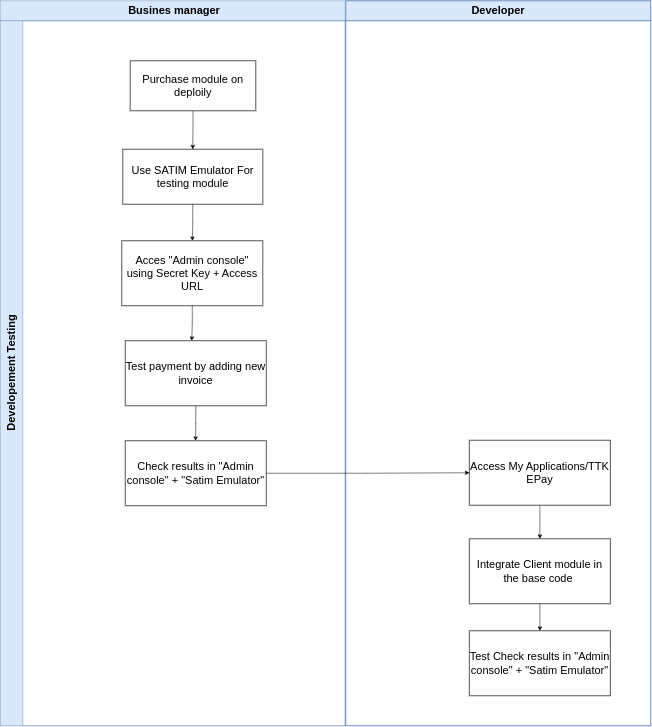 Busines manager
Developer
Developement Testing
Purchase module on
deploily
Use SATIM Emulator For
testing module
Acces "Admin console"
using Secret Key + Access
URL
Test payment by adding new
invoice
Check results in "Admin
console" + "Satim Emulator"
Access My Applications/TTK
EPay
Integrate Client module in
the base code
Test Check results in "Admin
console" + "Satim Emulator"